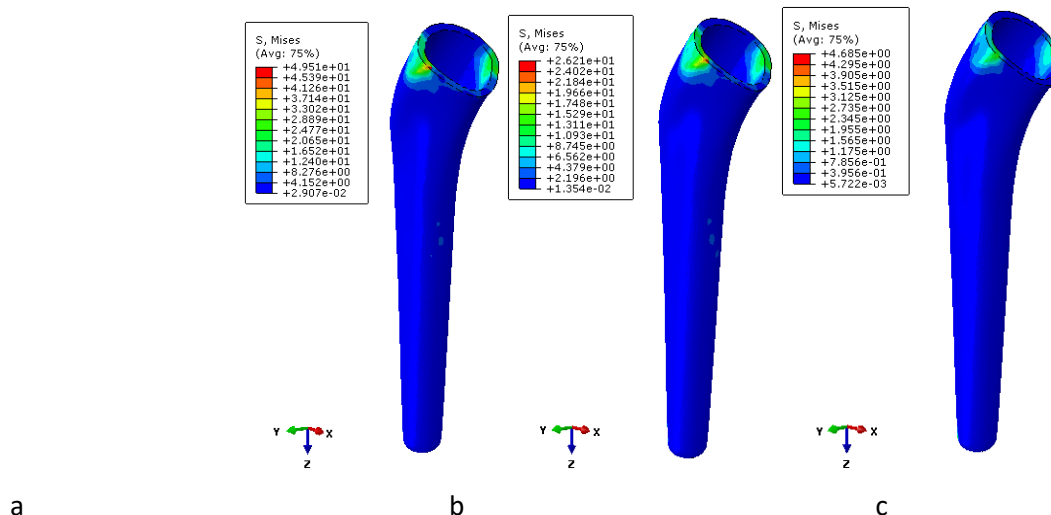 S, Mises
(Avg: 75%)
+4.951e+01
+4.539e+01
+4.126e+01
+3.714e+01
+3.302e+01
+2.889e+01
+2.477e+01
+2.065e+01
+1.652e+01
+1.240e+01
+8.276e+00
+4.152e+00
+2.907e-02
Y
X
Z
S, Mises
(Avg: 75%)
+2.621e+01
+2.402e+01
+2.184e+01
+1.966e+01
+1.748e+01
+1.529e+01
+1.311e+01
+1.093e+01
+8.745e+00
+6.562e+00
+4.379e+00
+2.196e+00
+1.354e-02
Y
X
Z
S, Mises
(Avg: 75%)
+4.685e+00
+4.295e+00
+3.905e+00
+3.515e+00
+3.125e+00
+2.735e+00
+2.345e+00
+1.955e+00
+1.565e+00
+1.175e+00
+7.856e-01
+3.956e-01
+5.722e-03
Y
X
Z
a b c